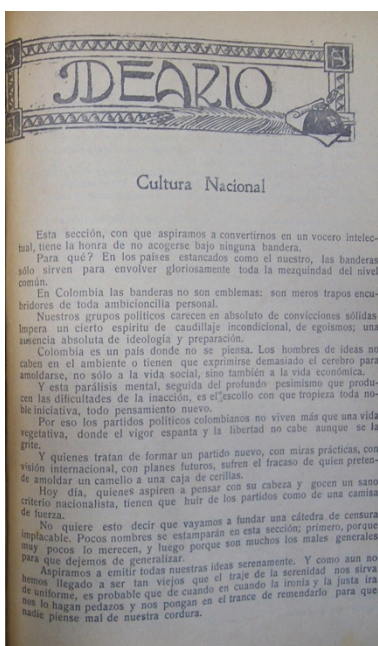 IDEARIO
Cultura Nacional
Esta sección, con que aspiramos a convertirnos en un vocero intelec-
tual, tiene la honra de no acogerse bajo ninguna bandera.
Para qué? En los países estancados como el nuestro, las banderas
sólo sirven para envolver gloriosamente toda la mezquindad del nivel
común.
En Colombia las banderas no son emblemas: son meros trapos encu-
bridores de toda ambicioncilla personal.
Nuestros grupos políticos carecen en absoluto de convicciones sólidas
Impera un cierto espíritu de caudillaje incondicional, de egoísmos; una
ausencia absoluta de ideología y preparación.
Colombia es un país donde no se piensa. Los hombres de ideas no
caben en el ambiente o tienen que exprimirse demasiado el cerebro para
amoldarse, no sólo a la vida social, sino también a la vida económica.
Y esta parálisis mental, seguida del profundo pesimismo que produ-
cen las dificultades de la inacción, es el escollo con que tropieza toda no-
ble iniciativa, todo pensamiento nuevo.
Por eso los partidos políticos colombianos no viven más que una vida
vegetativa, donde el vigor espanta y la libertad no cabe aunque se la
grite.
Y quienes tratan de formar un partido nuevo, con miras prácticas, con
visión internacional, con planes futuros, sufren el fracaso de quien preten-
de amoldar un camello a una caja de cerillas.
Hoy día, quienes aspiren a pensar con su cabeza y gocen un sano
criterio nacionalista, tienen que huír de los partidos como de una camisa
de fuerza.
No quiere esto decir que vayamos a fundar una cátedra de censura
implacable. Pocos nombres se estamparán en esta sección; primero, porque
muy pocos lo merecen, y luego porque son muchos los males generales
para que dejemos de generalizar.
Aspiramos a emitir todas nuestras ideas serenamente. Y como aun no
hemos llegado a ser tan viejos que el traje de la serenidad nos sirva
de uniforme, es probable que de cuando en cuando la ironía y la justa ira
nos lo hagan pedazos y nos pongan en el trance de remendarlo para que
nadie piense mal de nuestra cordura.